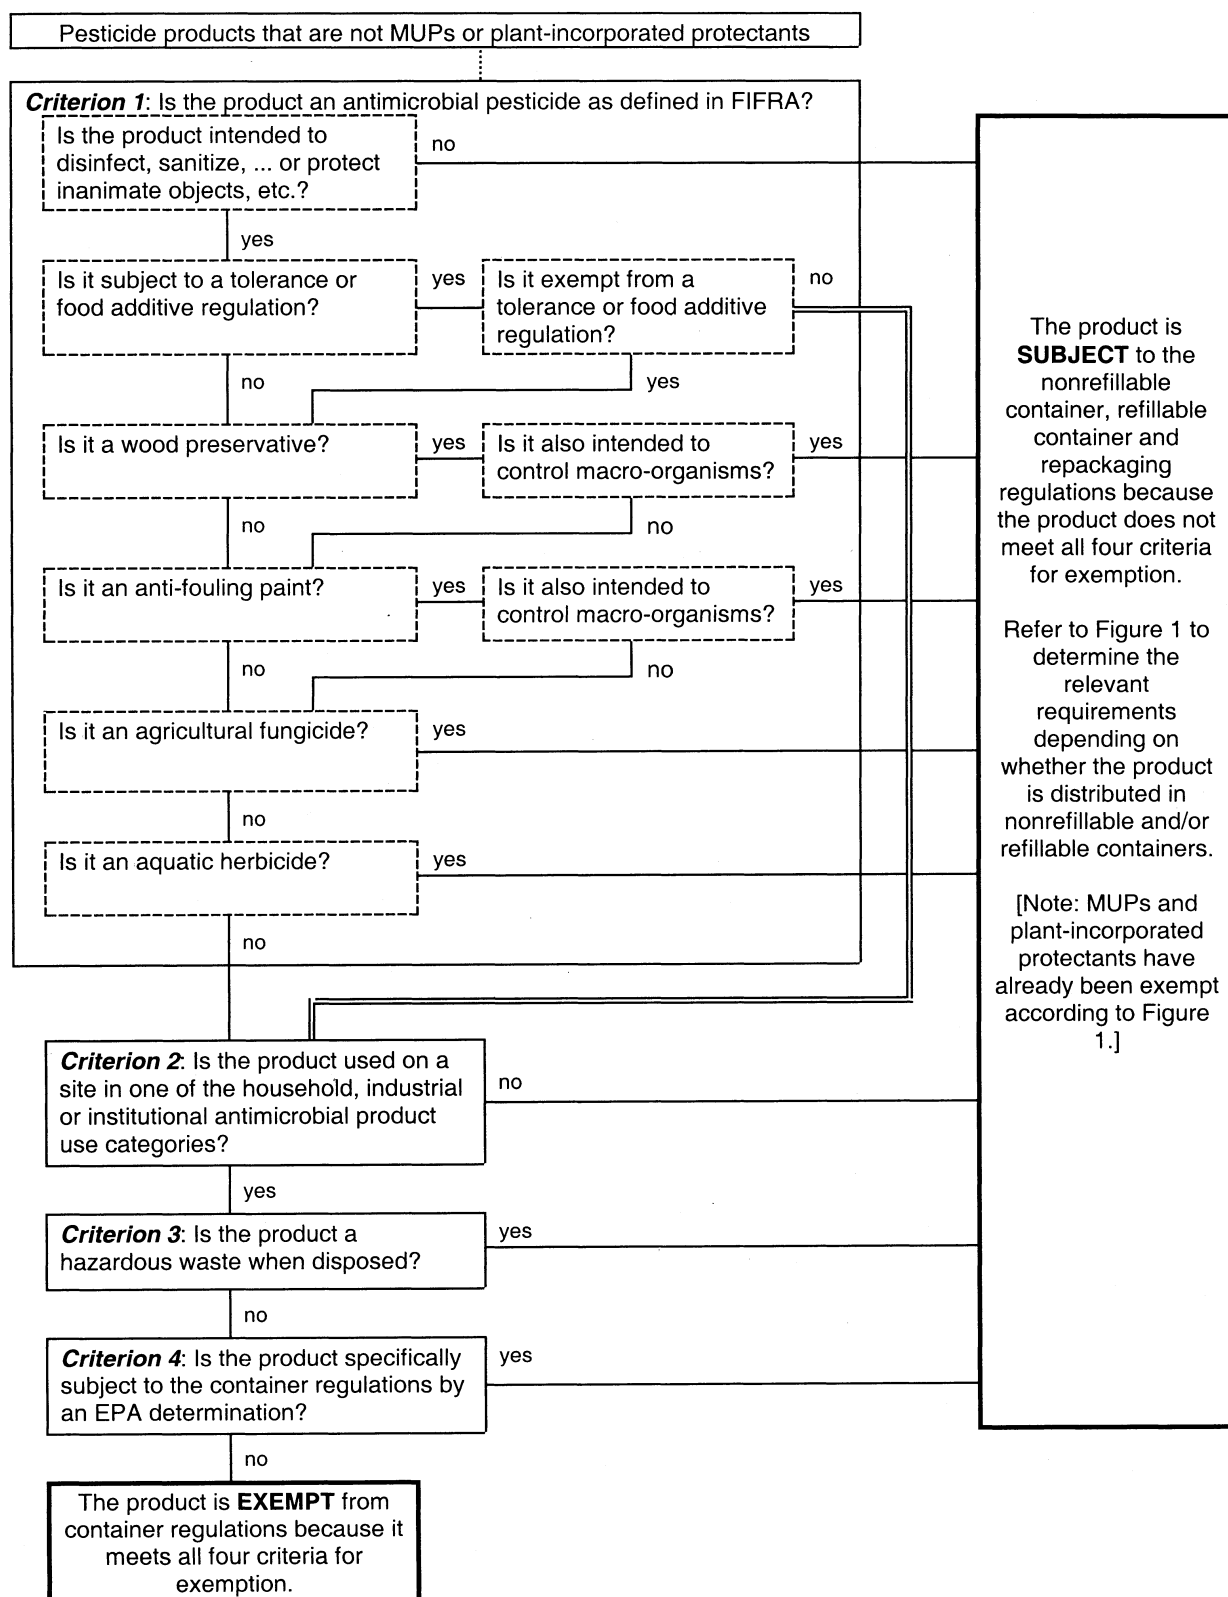 Pesticide products that are not MUPs or plant-incorporated protectants
Criterion 1: Is the product an antimicrobial pesticide as defined in FIFRA?
Is the product intended to
disinfect, sanitize, ... or protect
inanimate objects, etc.?
no
yes
Is it subject to a tolerance or
food additive regulation?
yes
Is it exempt from a
tolerance or food additive
regulation?
no
no
yes
Is it a wood preservative?
yes
Is it also intended to
control macro-organisms?
yes
no
no
Is it an anti-fouling paint?
yes
Is it also intended to
control macro-organisms?
yes
no
no
Is it an agricultural fungicide?
yes
no
Is it an aquatic herbicide?
yes
no
Criterion 2: Is the product used on a
site in one of the household, industrial
or institutional antimicrobial product
use categories?
no
yes
Criterion 3: Is the product a
hazardous waste when disposed?
yes
no
Criterion 4: Is the product specifically
subject to the container regulations by
an EPA determination?
yes
no
The product is EXEMPT from
container regulations because it
meets all four criteria for
exemption.
The product is
SUBJECT to the
nonrefillable
container, refillable
container and
repackaging
regulations because
the product does not
meet all four criteria
for exemption.
Refer to Figure 1 to
determine the
relevant
requirements
depending on
whether the product
is distributed in
nonrefillable and/or
refillable containers.
[Note: MUPs and
plant-incorporated
protectants have
already been exempt
according to Figure
1.]